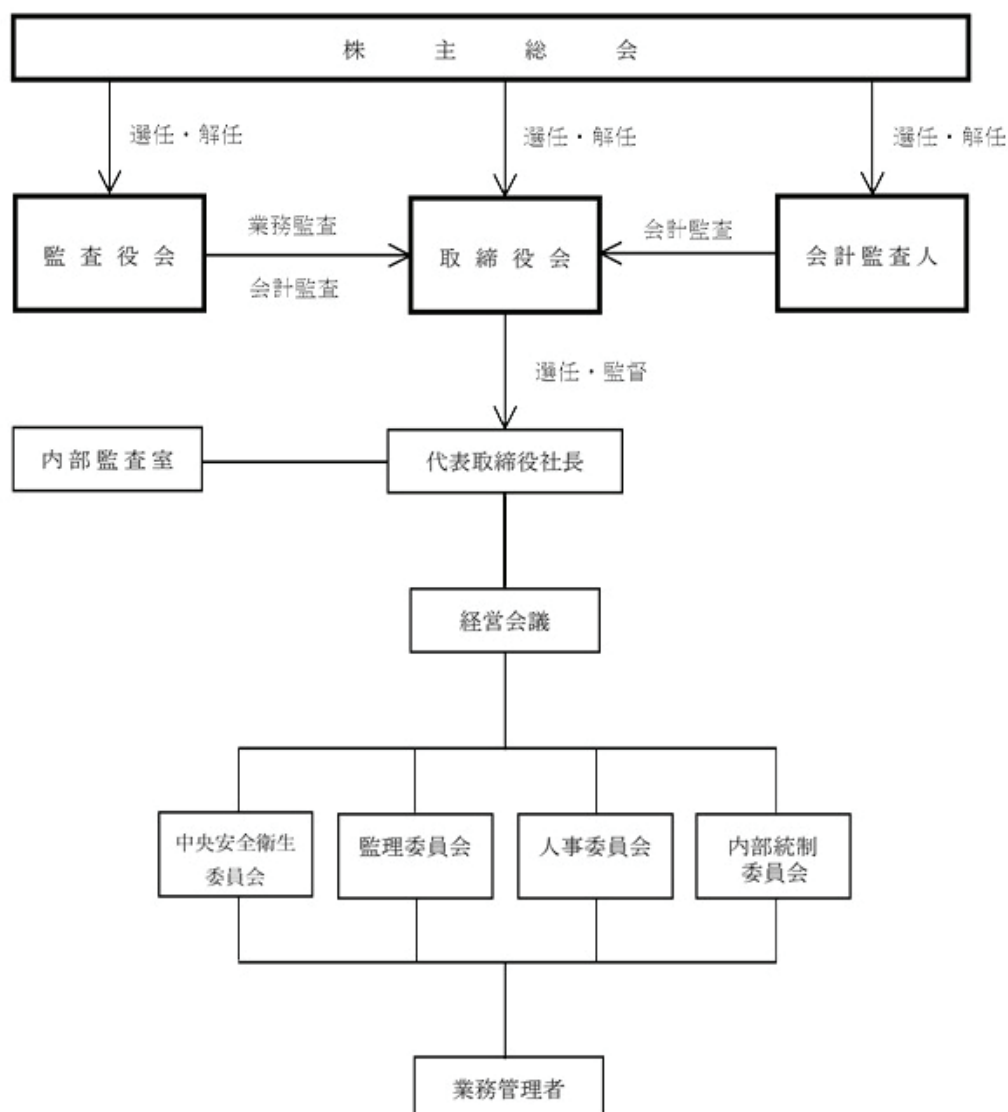 株主総会
選任・解任
選任・解任
選任・解任
監査役会
業務監査
会計監査
取締役会
会計監査
会計監査人
選任・監督
内部監査室
代表取締役社長
経営会議
中央安全衛生
委員会
監理委員会
人事委員会
内部統制
委員会
業務管理者